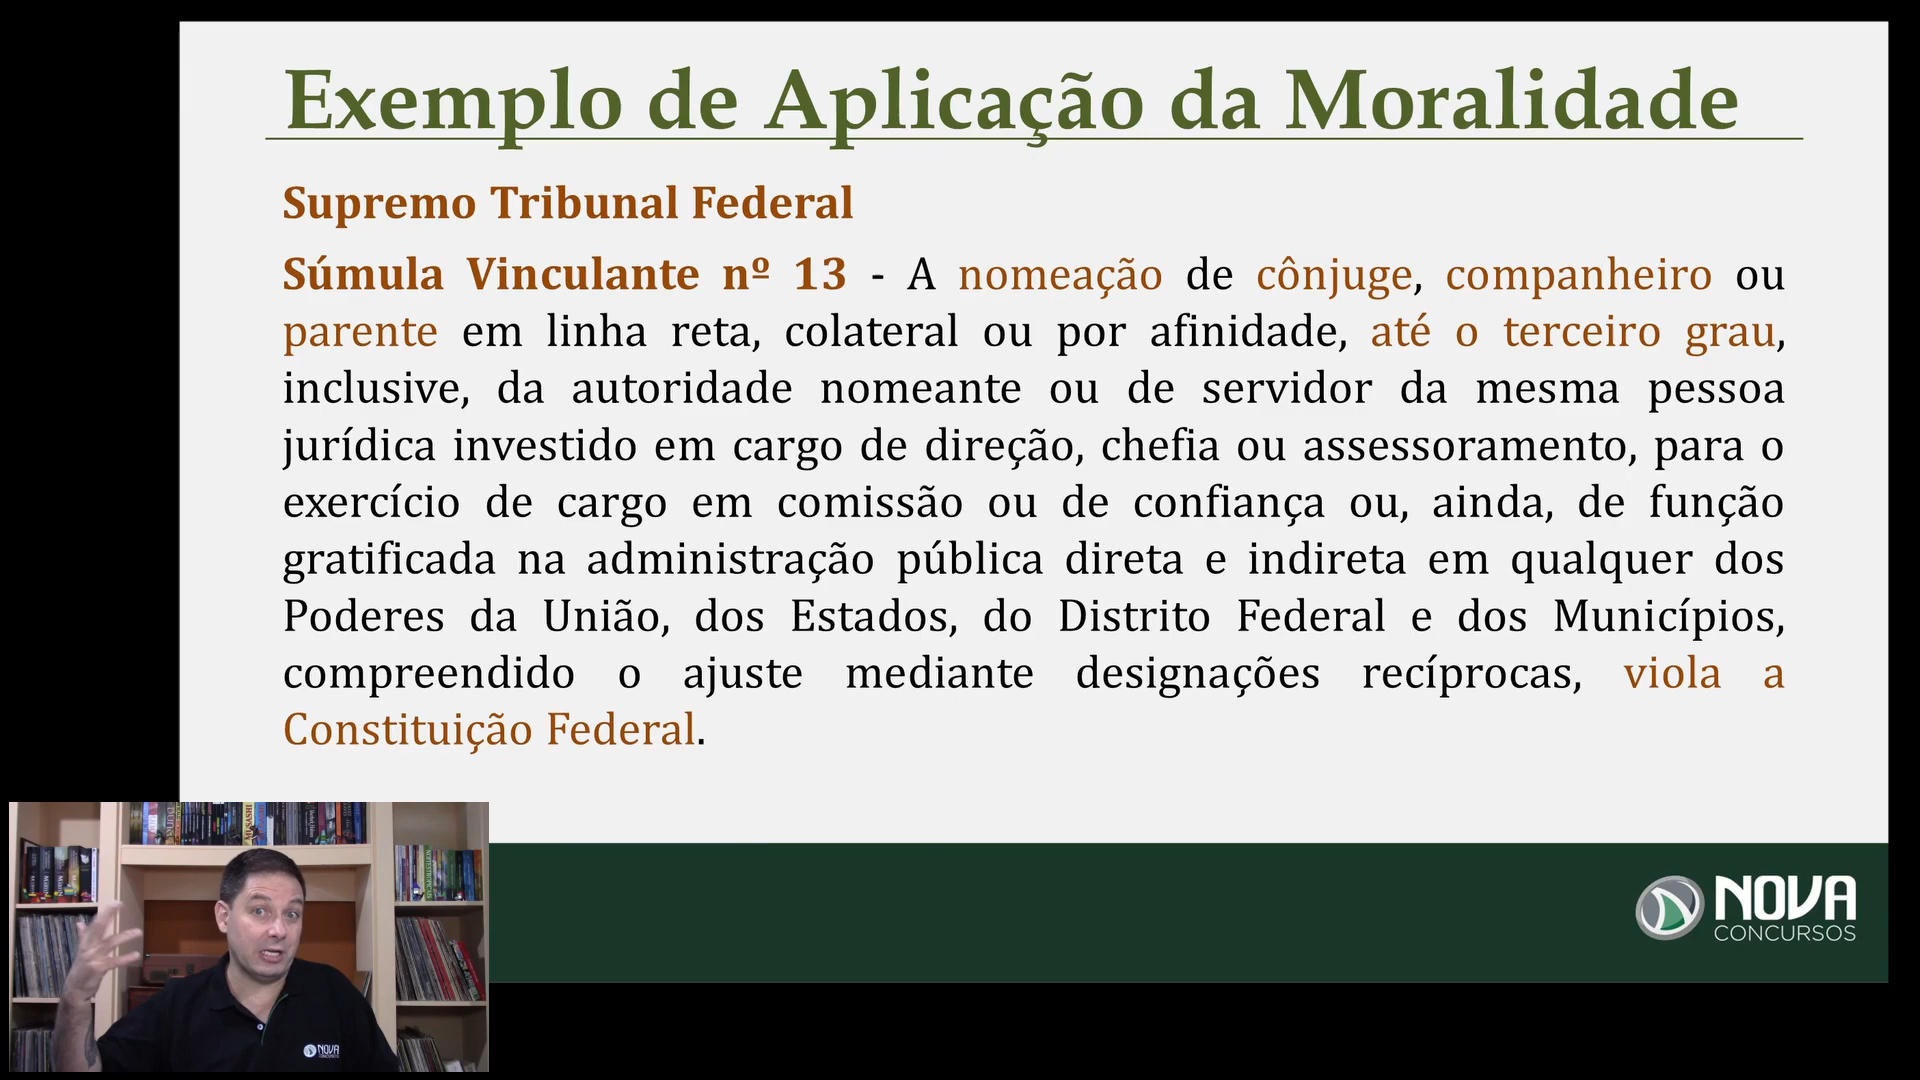 Exemplo de Aplicação da Moralidade
Supremo Tribunal Federal
Súmula Vinculante nº 13 - A nomeação de cônjuge, companheiro ou
parente em linha reta, colateral ou por afinidade, até o terceiro grau,
inclusive, da autoridade nomeante ou de servidor da mesma pessoa
jurídica investido em cargo de direção, chefia ou assessoramento, para o
exercício de cargo em comissão ou de confiança ou, ainda, de função
gratificada na administração pública direta e indireta em qualquer dos
Poderes da União, dos Estados, do Distrito Federal e dos Municípios,
compreendido o ajuste mediante designações recíprocas, viola a
Constituição Federal.
MUSASHI
NOVA
CONCURSOS
NOVA